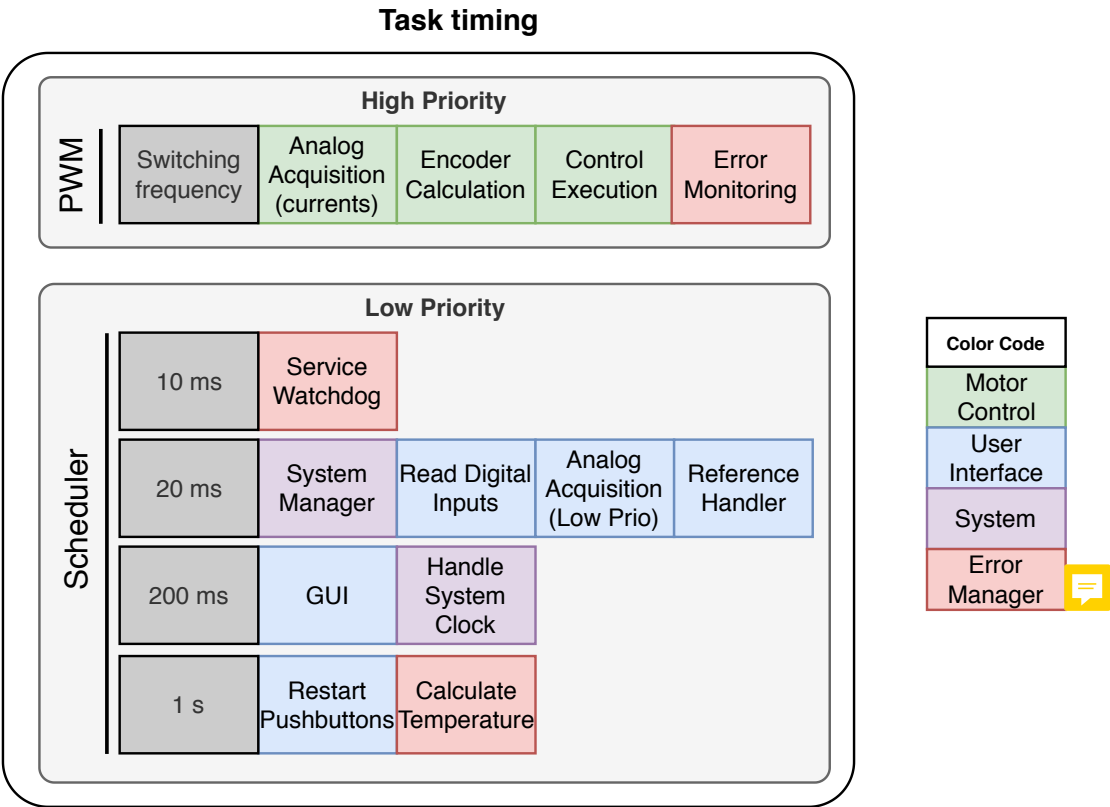 Task timing
High Priority
PWM
Switching
frequency
Analog
Acquisition
(currents)
Encoder
Calculation
Control
Execution
Error
Monitoring
Low Priority
Scheduler
10 ms
Service
Watchdog
20 ms
System
Manager
Read Digital
Inputs
Analog
Acquisition
(Low Prio)
Reference
Handler
200 ms
GUI
Handle
System
Clock
1 s
Restart
Pushbuttons
Calculate
Temperature
Color Code
Motor
Control
User
Interface
System
Error
Manager